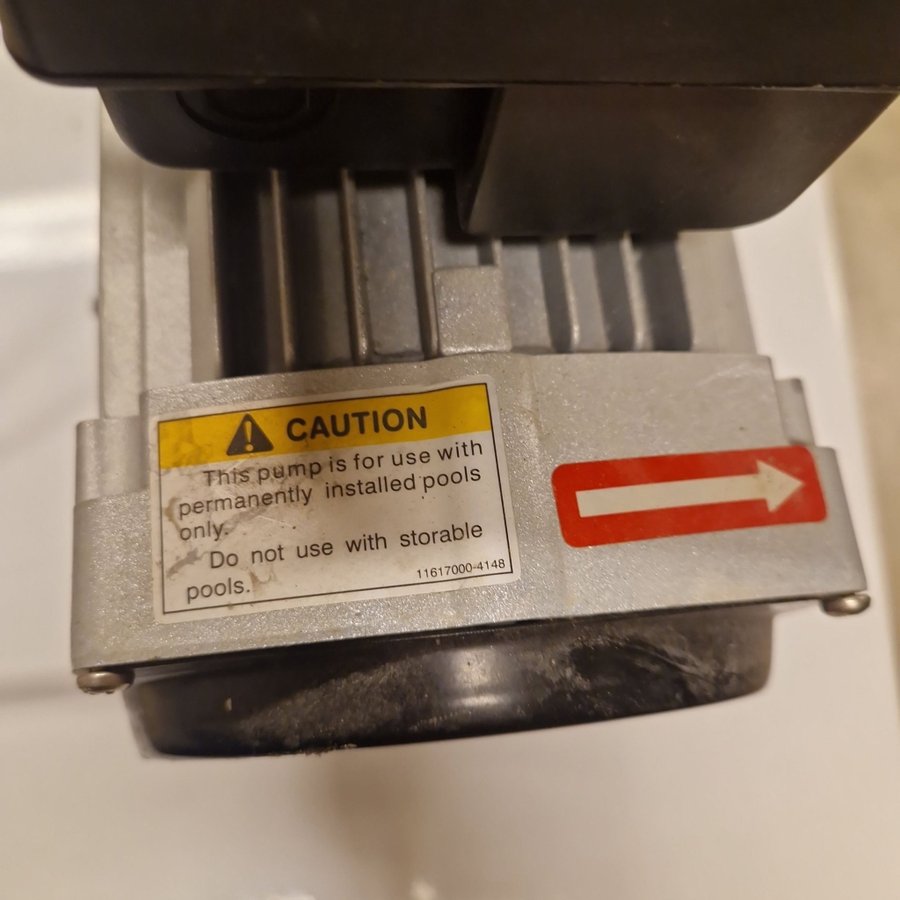 CAUTION
This pump is for use with
permanently installed pools
only.
Do not use with storable
pools.
11617000-4148